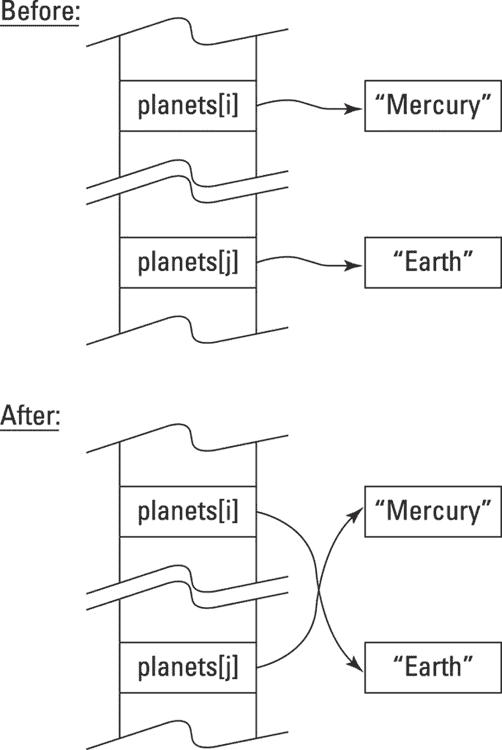 Before:
planets[i]
“Mercury”
planets[j]
“Earth”
After:
planets[i]
“Mercury”
planets[j]
“Earth”